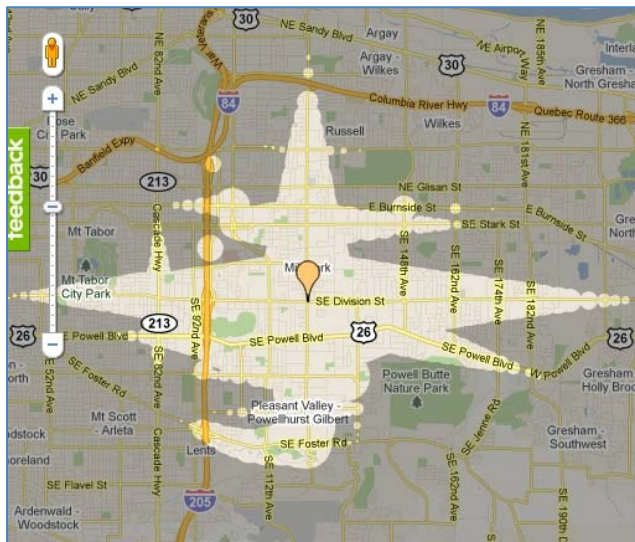 30
NE Sandy Blvd
NE 82nd Ave
War Veterans
NE Sandy Blvd
Argay
Argay -
Wilkes
30
NE Airport Way
NE 185th Ave
Gresham -
North Gresham
84
Columbia River Hwy
84
Quebec Route 366
City Park
Banfield Expy
Russell
Wilkes
NE 181st Ave
feedback
30
213
NE Glisan St
E Burnside St
E Burnside St
SE Stark St
Mt Tabor
Cascade Hwy
Mt Tabor
City Park
SE 148th Ave
SE 162nd Ave
SE 174th Ave
SE 182nd Ave
SE Division St
SE 92nd Ave
26
213
E Powell Blvd
SE Powell Blvd
26
SE Powell Blvd
W Powell Blvd
26
SE 52nd Ave
SE Foster Rd
SE 82nd Ave
Powell Butte
Nature Park
Gresham -
Holly Broo
Mt Scott
- Arleta
Pleasant Valley -
Powellhurst Gilbert
SE Foster Rd
SE Jenne Rd
Gresham -
Southwest
Lents
Cascade Hwy
SE 112th Ave
SE 162nd Ave
SE 190th
SE Flavel St
205
Ardenwald -
Woodstock